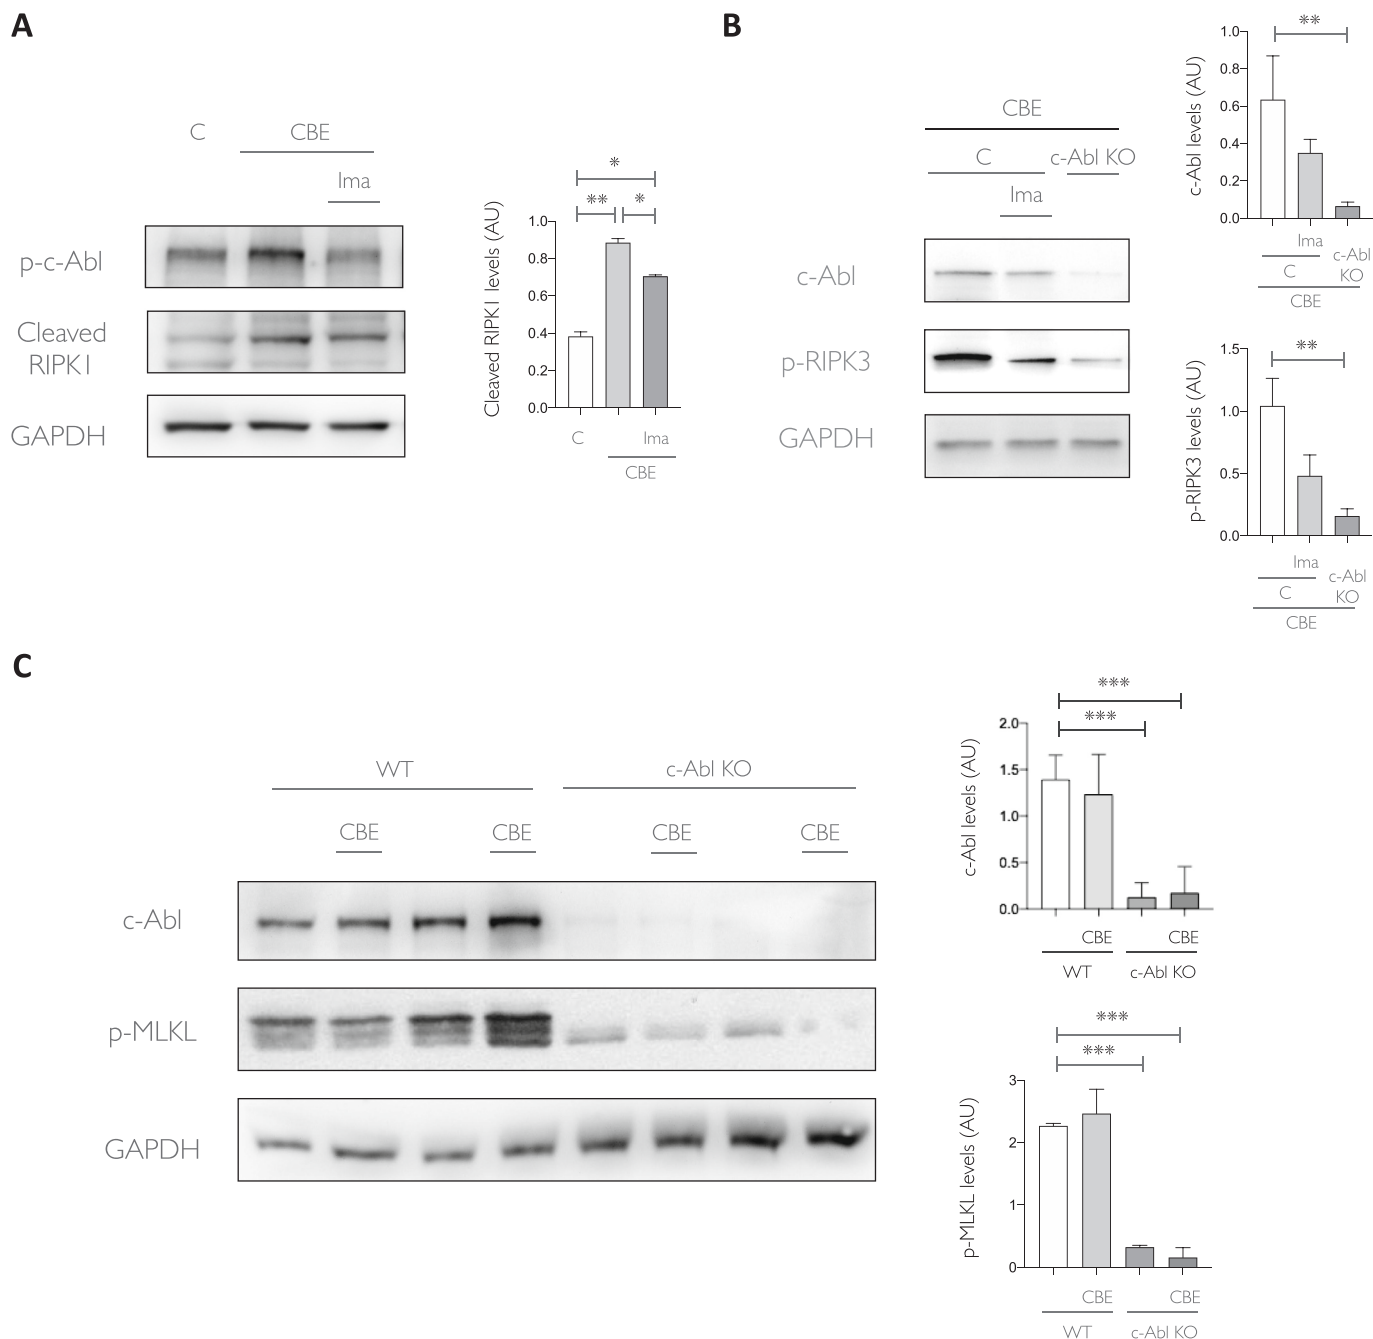 A
C
CBE
Ima
p-c-Abl
Cleaved
RIPK1
GAPDH
Cleaved RIPK1 levels (AU)
*
**
*
1.0
0.8
0.6
0.4
0.2
0.0
C
Ima
CBE
B
CBE
C
c-Abl KO
Ima
c-Abl
p-RIPK3
GAPDH
c-Abl levels (AU)
**
1.0
0.8
0.6
0.4
0.2
0.0
Ima
c-Abl
KO
C
CBE
p-RIPK3 levels (AU)
**
1.5
1.0
0.5
0.0
Ima
c-Abl
KO
C
CBE
C
WT
c-Abl KO
CBE
CBE
CBE
CBE
c-Abl
p-MLKL
GAPDH
c-Abl levels (AU)
***
***
2.0
1.5
1.0
0.5
0.0
CBE
CBE
WT
c-Abl KO
p-MLKL levels (AU)
***
***
3
2
1
0
CBE
CBE
WT
c-Abl KO